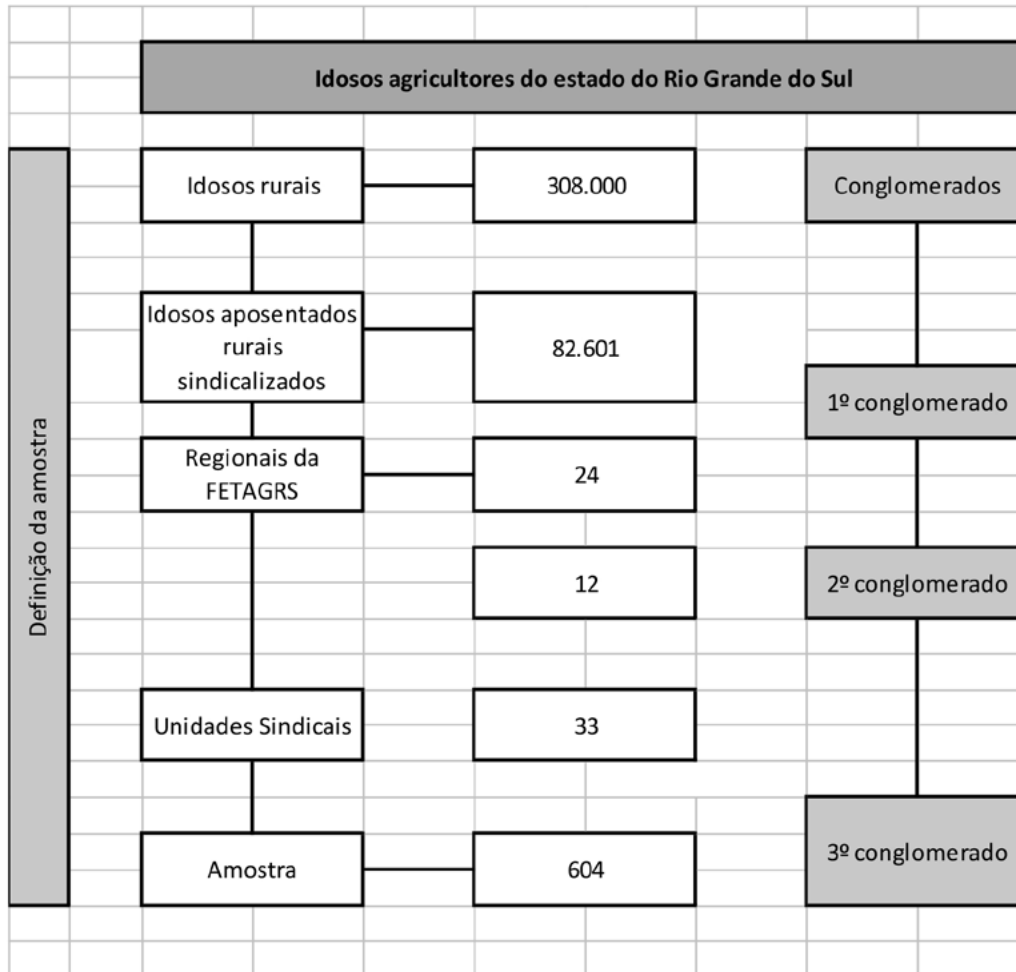 Idosos agricultores do estado do Rio Grande do Sul
Definição da amostra
Idosos rurais
308.000
Conglomerados
Idosos aposentados
rurais
sindicalizados
82.601
1º conglomerado
Regionais da
FETAGRS
24
12
2º conglomerado
Unidades Sindicais
33
Amostra
604
3º conglomerado